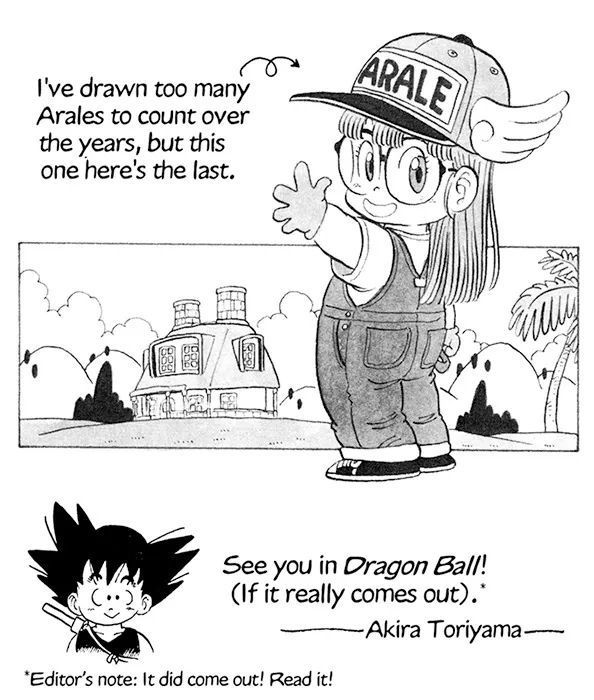 I've drawn too many
Arales to count over
the years, but this
one here's the last.
ARALE
See you in Dragon Ball!
(If it really comes out).*
Akira Toriyama
*Editor's note: It did come out! Read it!